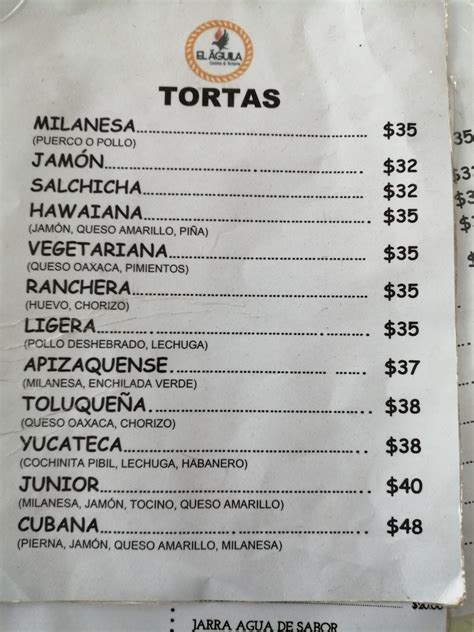 EL ÁGUILA
TORTAS
MILANESA.......................................... $35
(PUERCO O POLLO)
JAMÓN.......................................... $32
SALCHICHA.......................................... $32
HAWAIANA.......................................... $35
(JAMÓN, QUESO AMARILLO, PIÑA)
VEGETARIANA.......................................... $35
(QUESO OAXACA, PIMIENTOS)
RANCHERA.......................................... $35
(HUEVO, CHORIZO)
LIGERA.......................................... $35
(POLLO DESHEBRADO, LECHUGA)
APIZAQUENSE.......................................... $37
(MILANESA, ENCHILADA VERDE)
TOLUQUEÑA.......................................... $38
(QUESO OAXACA, CHORIZO)
YUCATECA.......................................... $38
(COCHINITA PIBIL, LECHUGA, HABANERO)
JUNIOR.......................................... $40
(MILANESA, JAMÓN, TOCINO, QUESO AMARILLO)
CUBANA.......................................... $48
(PIERNA, JAMÓN, QUESO AMARILLO, MILANESA)
JARRA AGUA DE SABOR